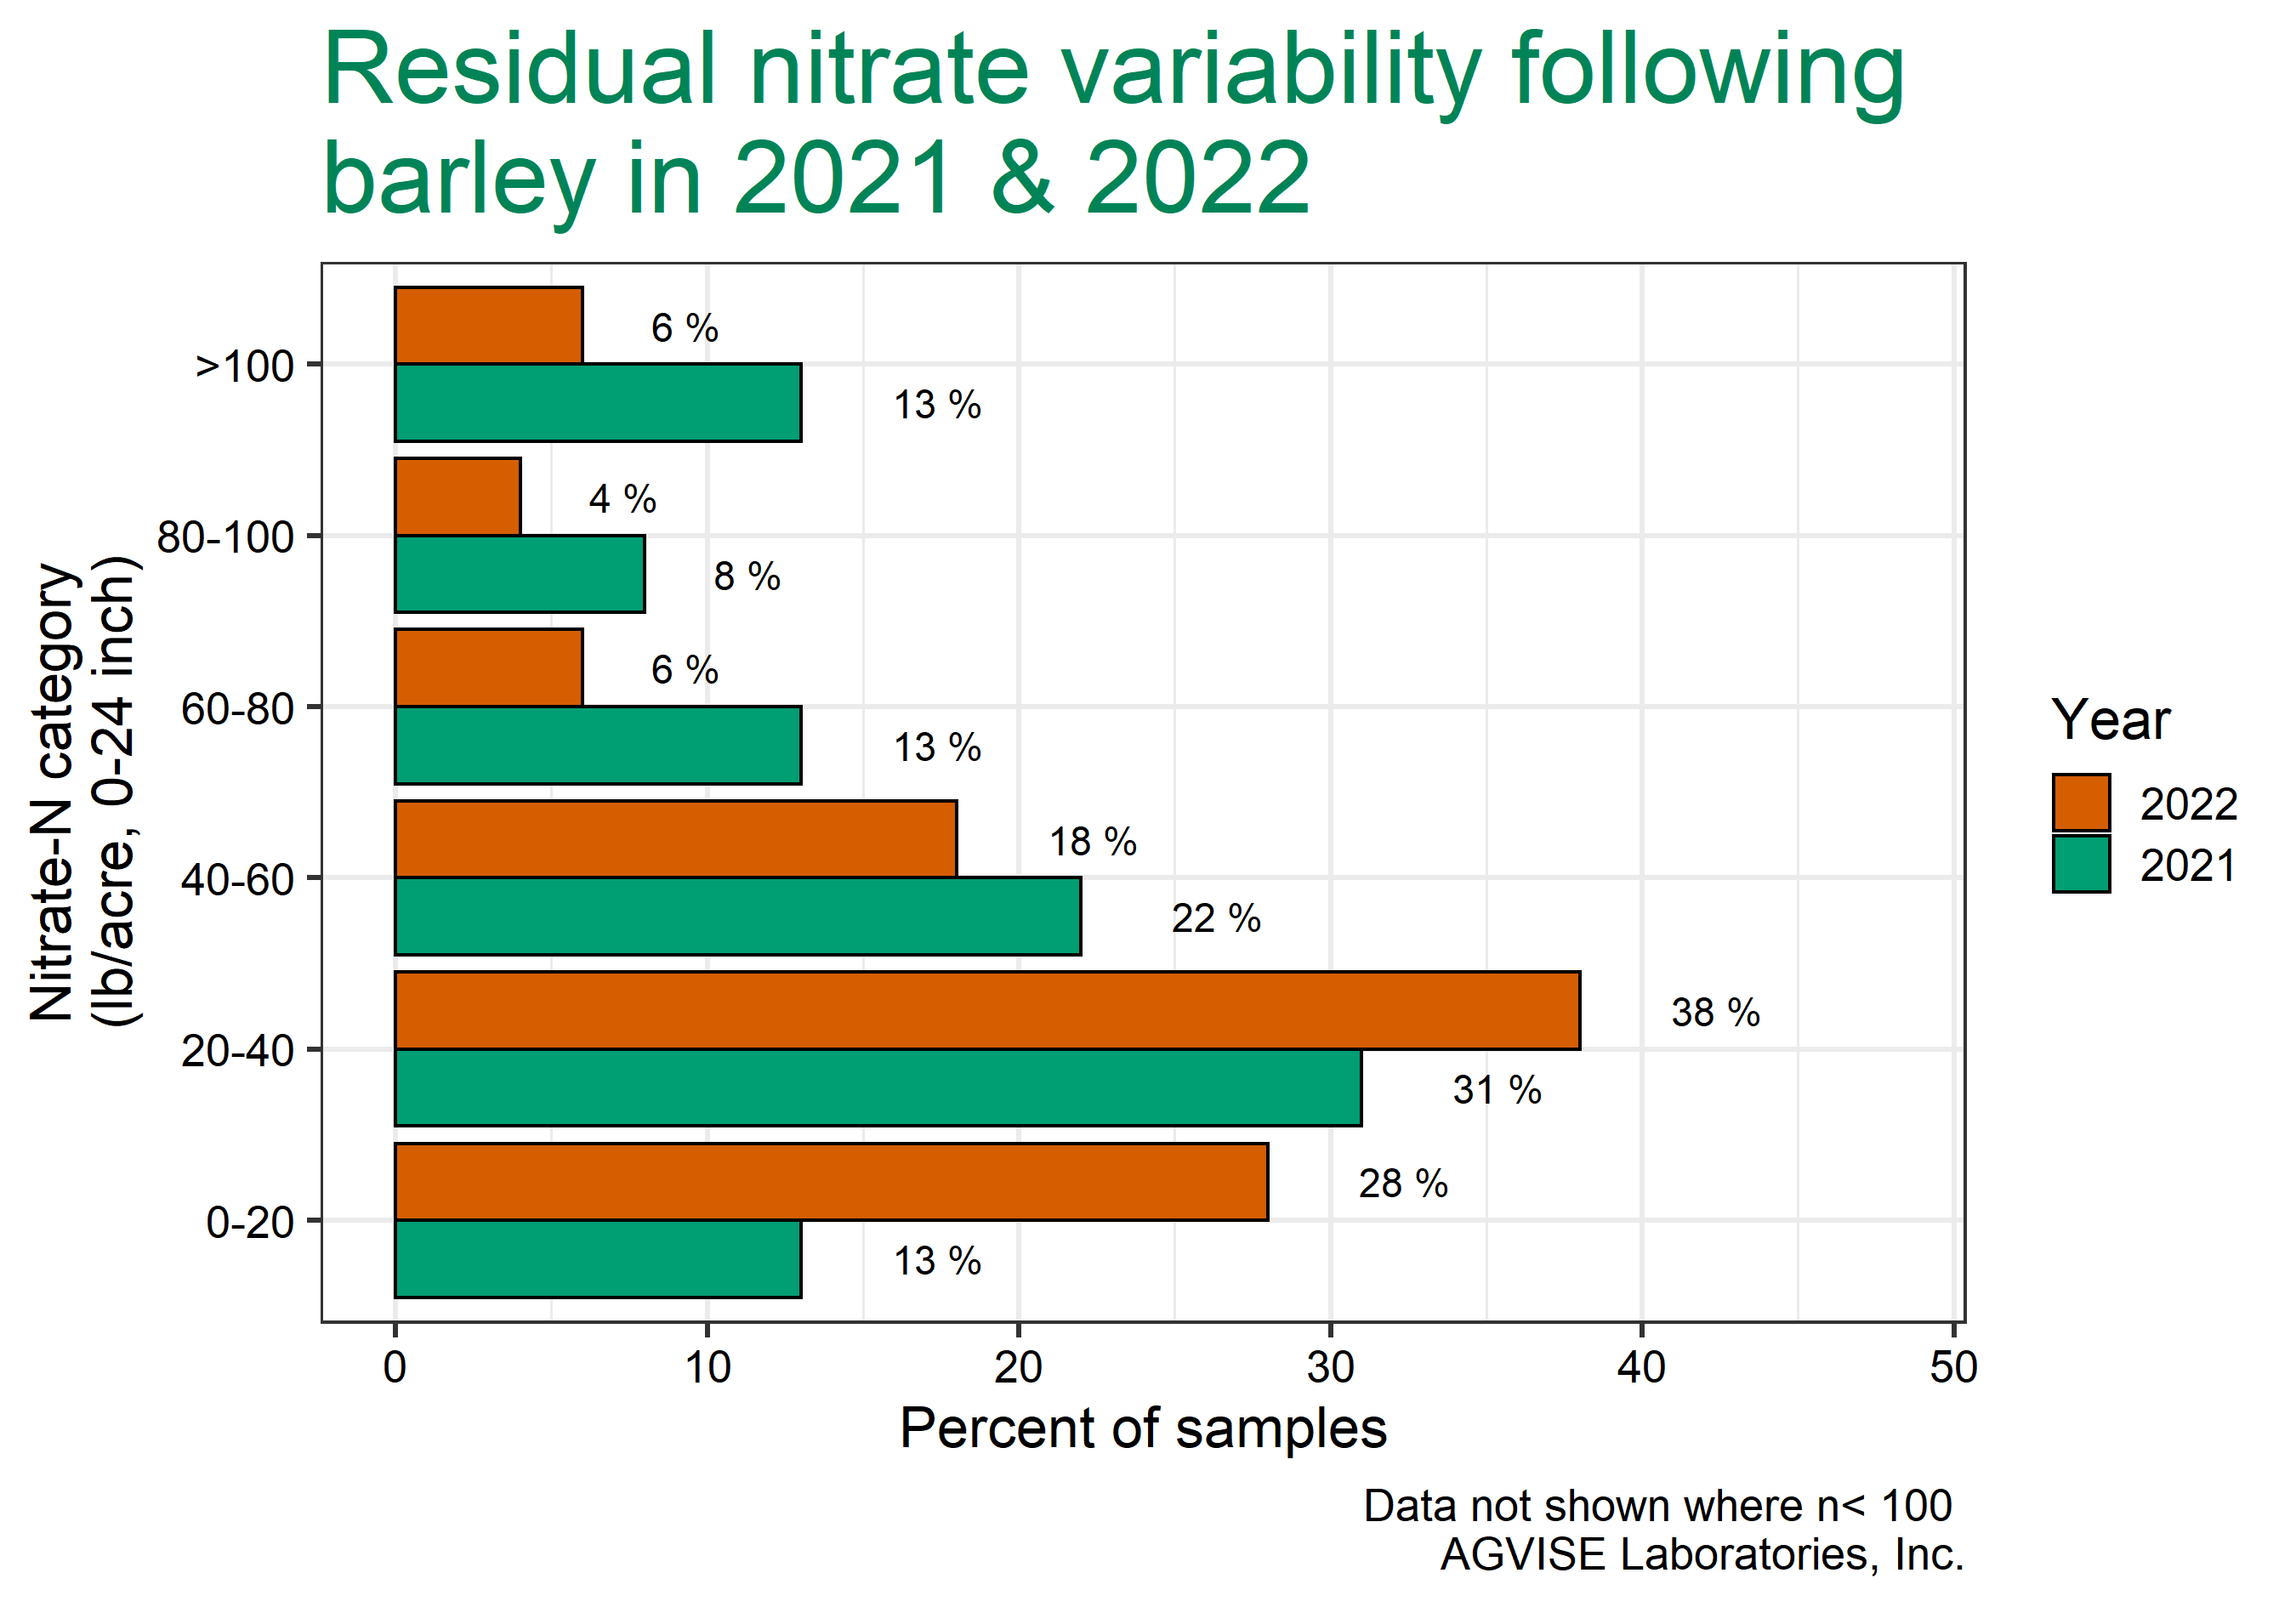 Residual nitrate variability following
barley in 2021 & 2022
Nitrate-N category
(lb/acre, 0-24 inch)
>100
6 %
13 %
80-100
4 %
8 %
60-80
6 %
13 %
40-60
18 %
22 %
20-40
38 %
31 %
0-20
28 %
13 %
0 10 20 30 40 50
Percent of samples
Year
2022
2021
Data not shown where n< 100
AGVISE Laboratories, Inc.